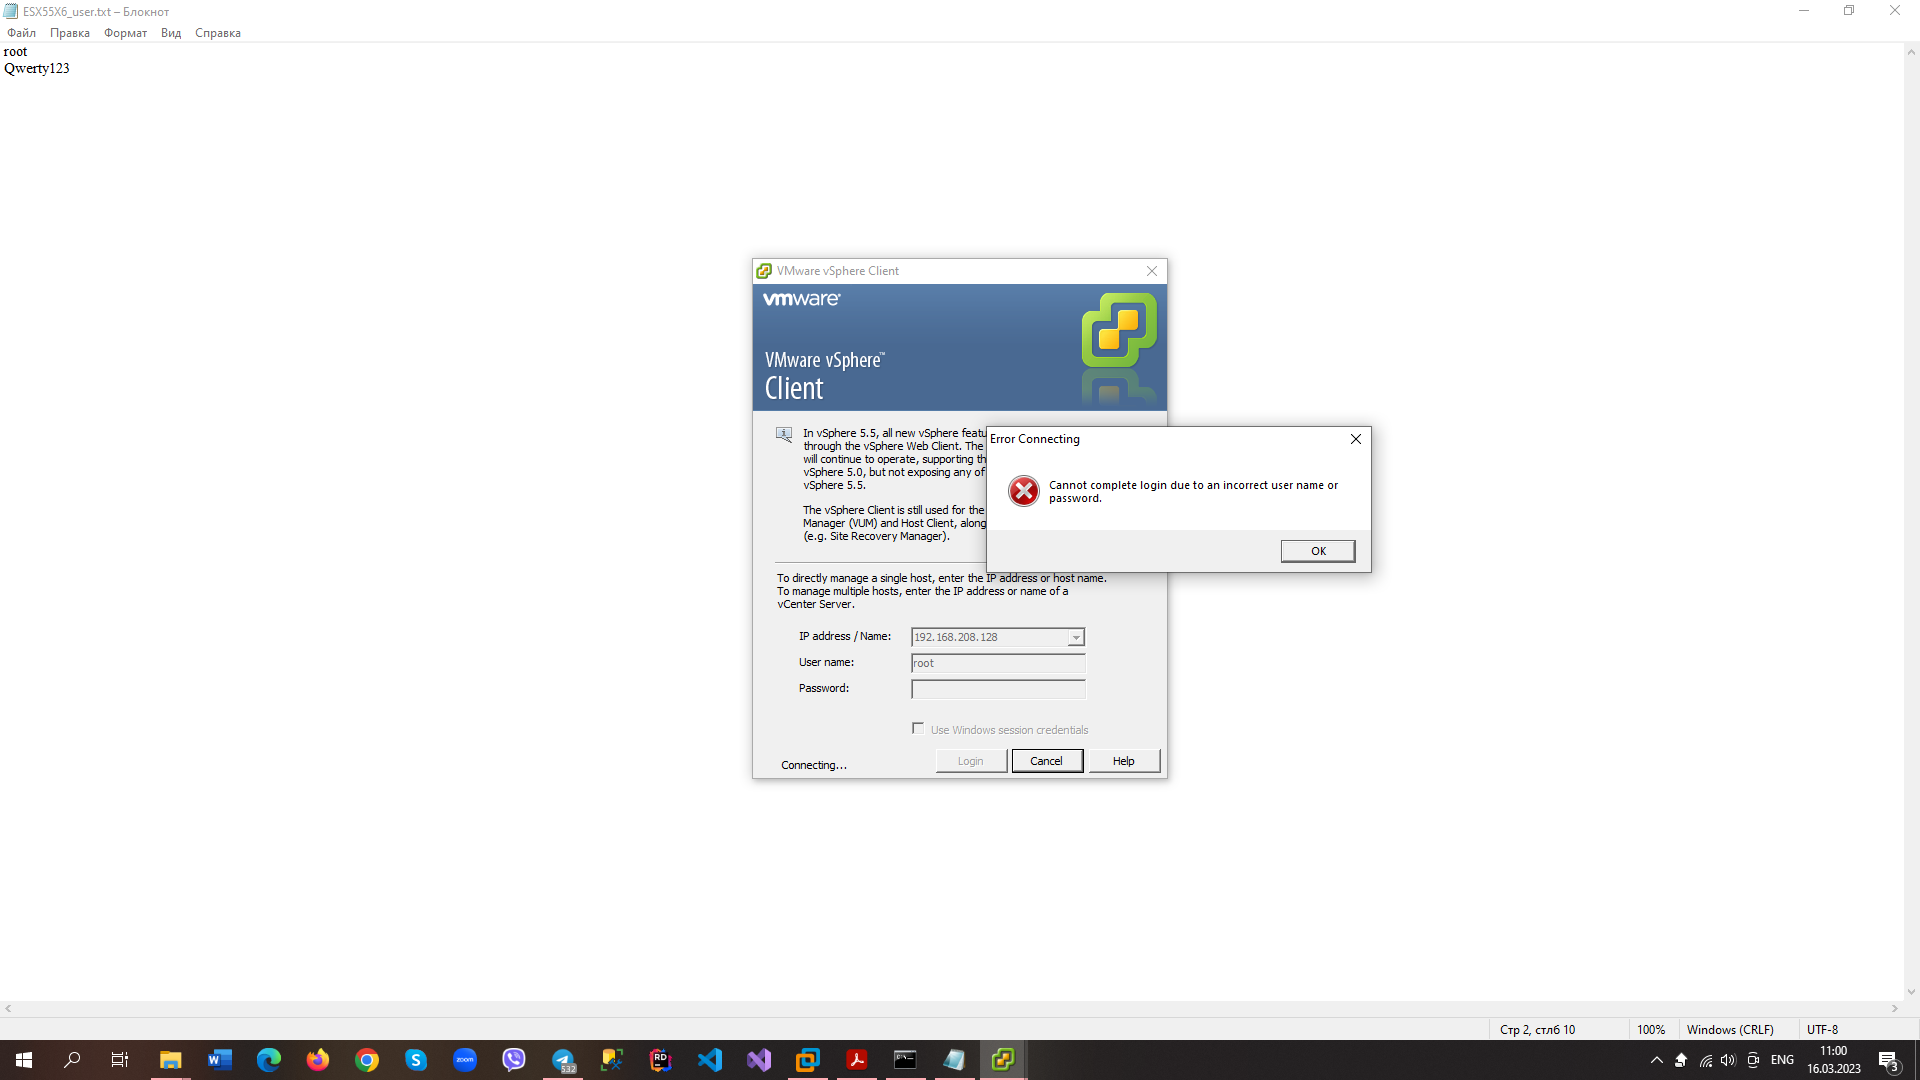 ESX55X6_user.txt – Блокнот
Файл Правка Формат Вид Справка
root
Qwerty123
VMware vSphere Client
vmware®
VMware vSphere™
Client
In vSphere 5.5, all new vSphere featu
through the vSphere Web Client. The
will continue to operate, supporting th
vSphere 5.0, but not exposing any of
vSphere 5.5.
The vSphere Client is still used for the
Manager (VUM) and Host Client, along
(e.g. Site Recovery Manager).
Error Connecting
Cannot complete login due to an incorrect user name or
password.
OK
To directly manage a single host, enter the IP address or host name.
To manage multiple hosts, enter the IP address or name of a
vCenter Server.
IP address / Name: 192.168.208.128
User name: root
Password:
Use Windows session credentials
Connecting... Login Cancel Help
Стр 2, стлб 10 100% Windows (CRLF) UTF-8
W S zoom 532 RD C:\ ENG 11:00
16.03.2023 3